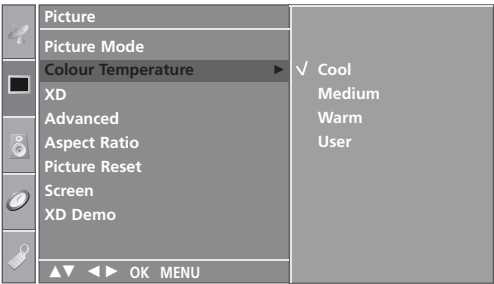 Picture
Picture Mode
Colour Temperature ►
XD
Advanced
Aspect Ratio
Picture Reset
Screen
XD Demo
▲▼ ◄► OK MENU
√ Cool
Medium
Warm
User